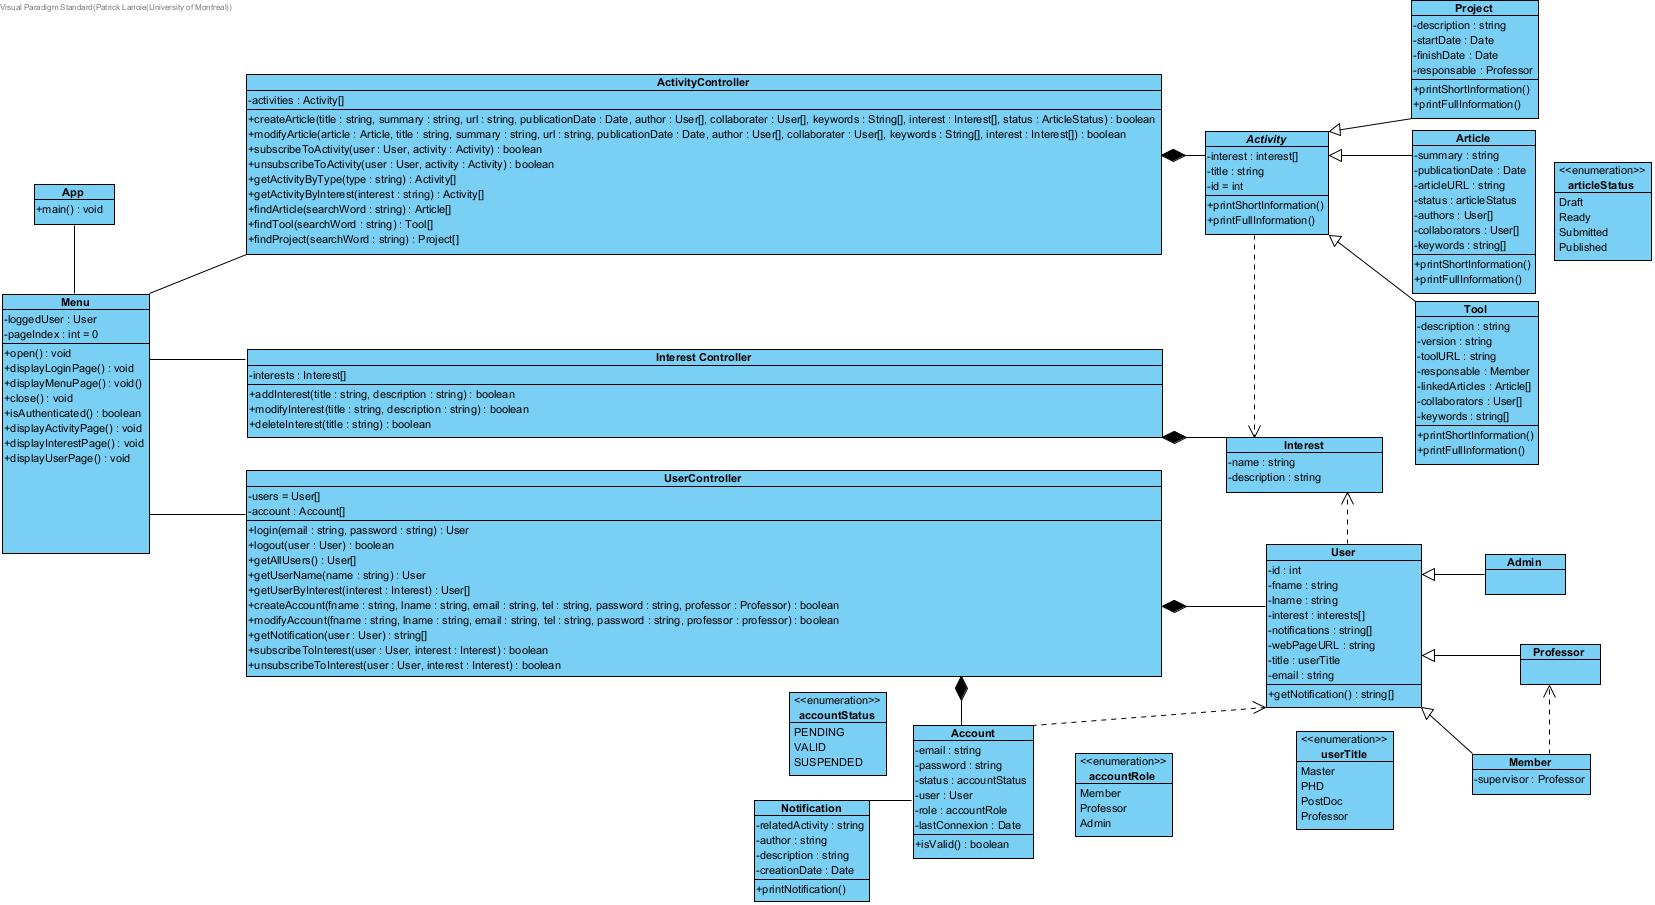 Visual Paradigm Standard(Patrick Lanoie(University of Montreal))
Project
-description : string
-startDate : Date
-finishDate : Date
-responsable : Professor
+printShortInformation()
+printFullInformation()
ActivityController
-activities : Activity[]
+createArticle(title : string, summary : string, url : string, publicationDate : Date, author : User[], collaborater : User[], keywords : String[], interest : Interest[], status : ArticleStatus) : boolean
+modifyArticle(article : Article, title : string, summary : string, url : string, publicationDate : Date, author : User[], collaborater : User[], keywords : String[], interest : Interest[]) : boolean
+subscribeToActivity(user : User, activity : Activity) : boolean
+unsubscribeToActivity(user : User, activity : Activity) : boolean
+getActivityByType(type : string) : Activity[]
+getActivityByInterest(interest : string) : Activity[]
+findArticle(searchWord : string) : Article[]
+findTool(searchWord : string) : Tool[]
+findProject(searchWord : string) : Project[]
Activity
-interest : interest[]
-title : string
-id = int
+printShortInformation()
+printFullInformation()
Article
-summary : string
-publicationDate : Date
-articleURL : string
-status : articleStatus
-authors : User[]
-collaborators : User[]
-keywords : string[]
+printShortInformation()
+printFullInformation()
<<enumeration>>
articleStatus
Draft
Ready
Submitted
Published
App
+main() : void
Menu
-loggedUser : User
-pageIndex : int = 0
+open() : void
+displayLoginPage() : void
+displayMenuPage() : void()
+close() : void
+isAuthenticated() : boolean
+displayActivityPage() : void
+displayInterestPage() : void
+displayUserPage() : void
Tool
-description : string
-version : string
-toolURL : string
-responsable : Member
-linkedArticles : Article[]
-collaborators : User[]
-keywords : string[]
+printShortInformation()
+printFullInformation()
Interest Controller
-interests : Interest[]
+addInterest(title : string, description : string) : boolean
+modifyInterest(title : string, description : string) : boolean
+deleteInterest(title : string) : boolean
Interest
-name : string
-description : string
UserController
-users = User[]
-account : Account[]
+login(email : string, password : string) : User
+logout(user : User) : boolean
+getAllUsers() : User[]
+getUserName(name : string) : User
+getUserByInterest(interest : Interest) : User[]
+createAccount(fname : string, lname : string, email : string, tel : string, password : string, professor : Professor) : boolean
+modifyAccount(fname : string, lname : string, email : string, tel : string, password : string, professor : professor) : boolean
+getNotification(user : User) : string[]
+subscribeToInterest(user : User, interest : Interest) : boolean
+unsubscribeToInterest(user : User, interest : Interest) : boolean
User
-id : int
-fname : string
-lname : string
-interest : interests[]
-notifications : string[]
-webPageURL : string
-title : userTitle
-email : string
+getNotification() : string[]
Admin
Professor
Member
-supervisor : Professor
<<enumeration>>
accountStatus
PENDING
VALID
SUSPENDED
Account
-email : string
-password : string
-status : accountStatus
-user : User
-role : accountRole
-lastConnexion : Date
+isValid() : boolean
<<enumeration>>
accountRole
Member
Professor
Admin
<<enumeration>>
userTitle
Master
PHD
PostDoc
Professor
Notification
-relatedActivity : string
-author : string
-description : string
-creationDate : Date
+printNotification()